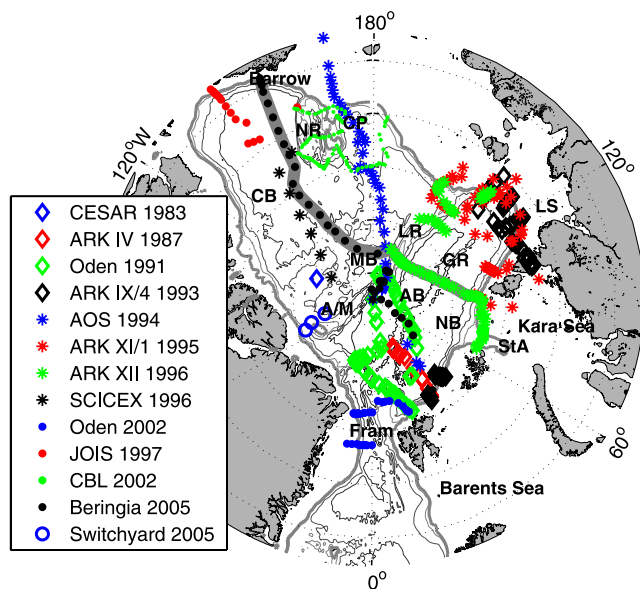 180°
Barrow
NR
CP
120°W
120°
CB
LS
LR
MB
GR
A/M
AB
NB
Kara Sea
StA
60°
Fram
Barents Sea
0°
CESAR 1983
ARK IV 1987
Oden 1991
ARK IX/4 1993
AOS 1994
ARK XI/1 1995
ARK XII 1996
SCICEX 1996
Oden 2002
JOIS 1997
CBL 2002
Beringia 2005
Switchyard 2005